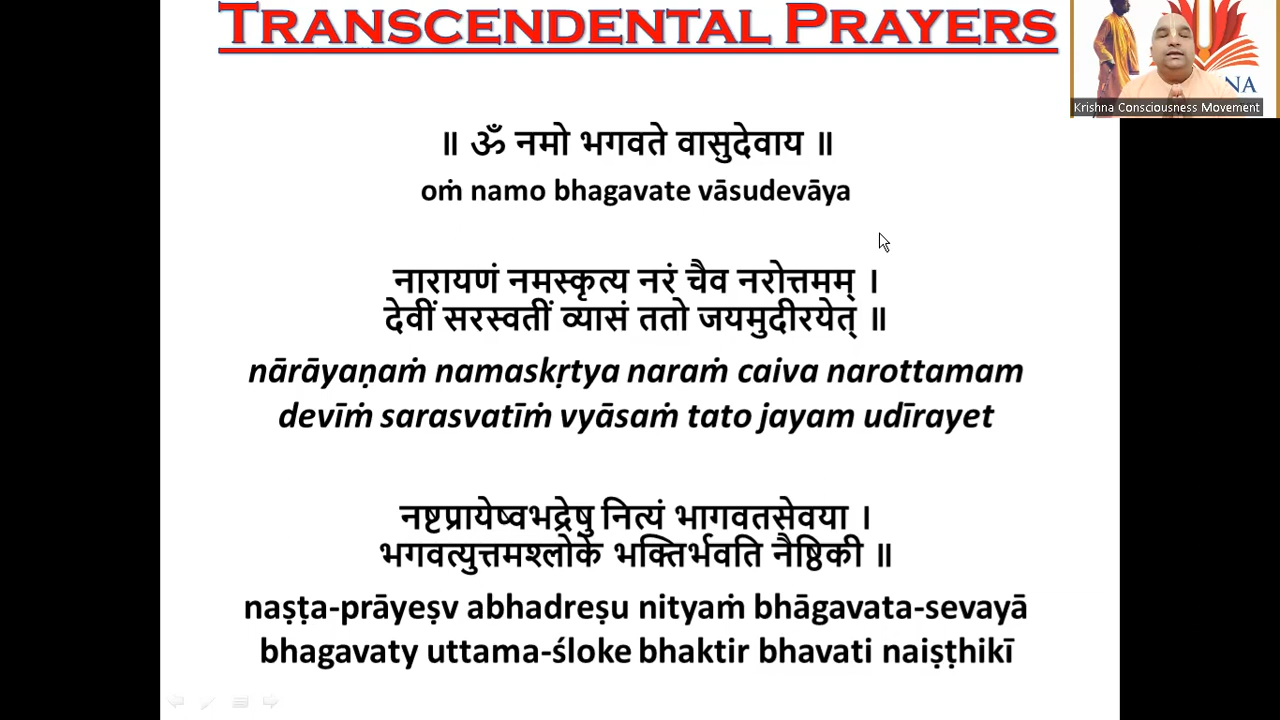 TRANSCENDENTAL PRAYERS
NA
Krishna Consciousness Movement
॥ ॐ नमो भगवते वासुदेवाय ॥
oṁ namo bhagavate vāsudevāya
नारायणं नमस्कृत्य नरं चैव नरोत्तमम् ।
देवीं सरस्वतीं व्यासं ततो जयमुदीरयेत् ॥
nārāyaṇaṁ namaskṛtya naraṁ caiva narottamam
devīṁ sarasvatīṁ vyāsaṁ tato jayam udīrayet
नष्टप्रायेष्वभद्रेषु नित्यं भागवतसेवया ।
भगवत्युत्तमश्लोके भक्तिर्भवति नैष्ठिकी ॥
naṣṭa-prāyeṣv abhadreṣu nityaṁ bhāgavata-sevayā
bhagavaty uttama-śloke bhaktir bhavati naiṣṭhikī